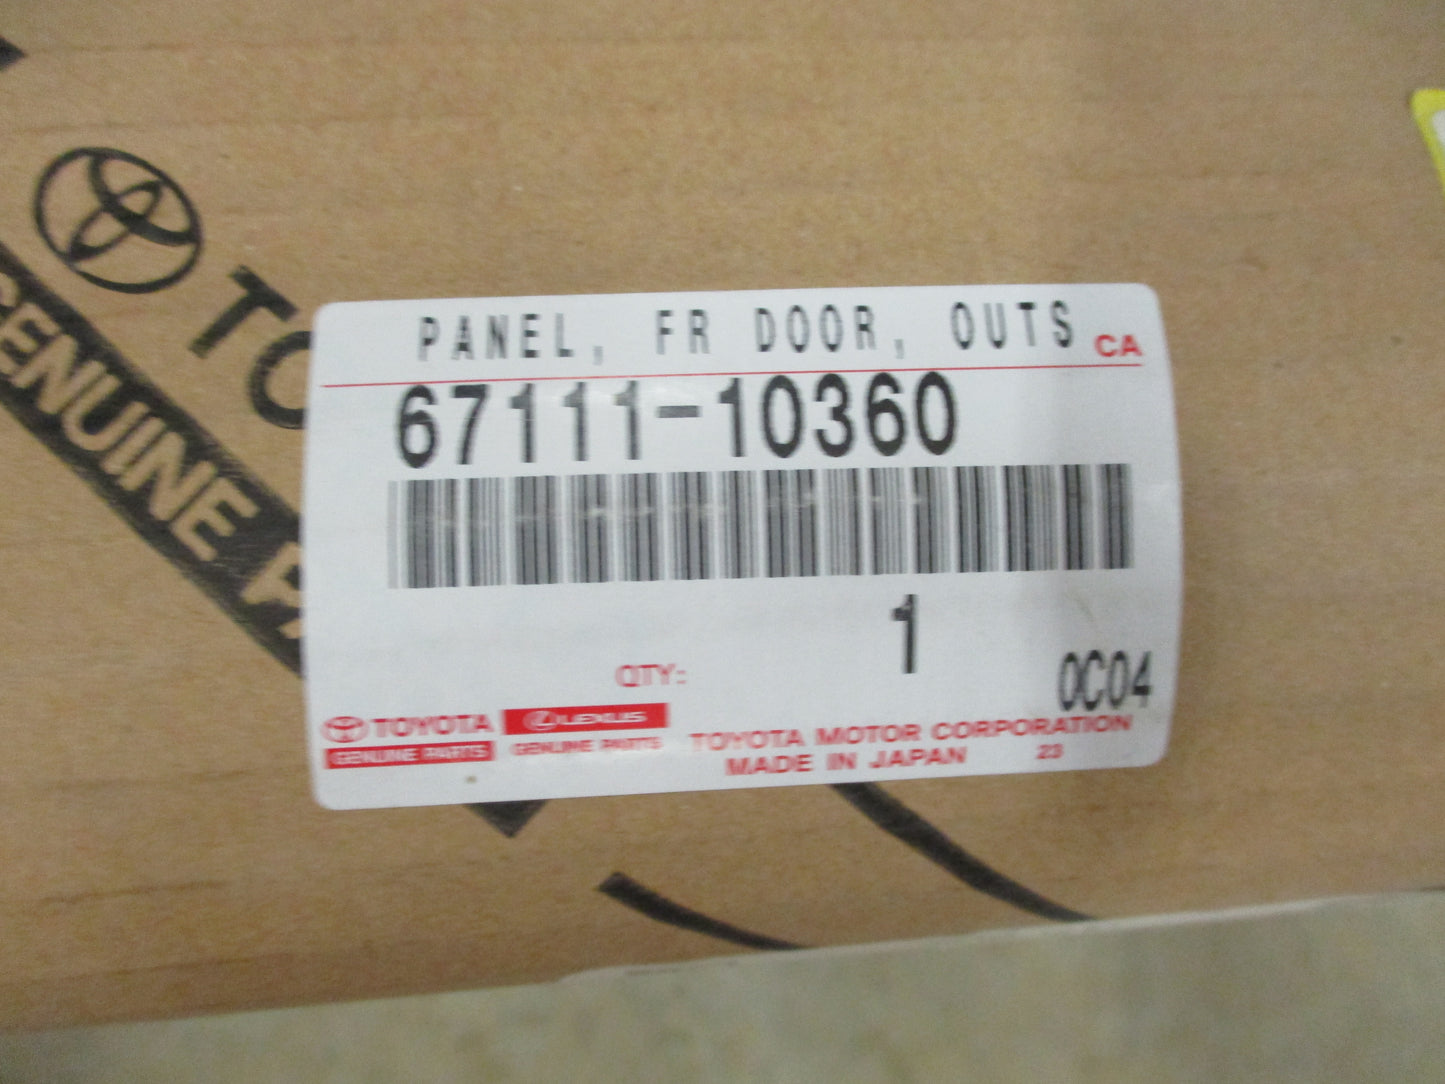 TO
GENUINE PA
PANEL, FR DOOR, OUTS CA
67111-10360
1
QTY:
0C04
TOYOTA LEXUS
GENUINE PARTS GENUINE PARTS
TOYOTA MOTOR CORPORATION
MADE IN JAPAN 23